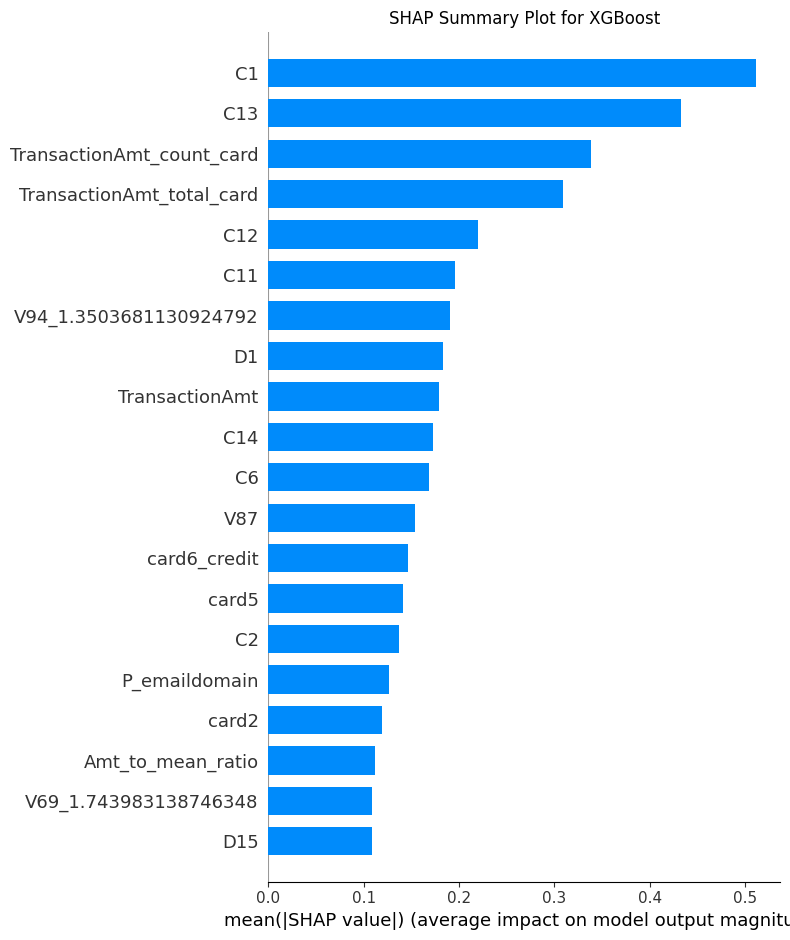 SHAP Summary Plot for XGBoost
C1
C13
TransactionAmt_count_card
TransactionAmt_total_card
C12
C11
V94_1.3503681130924792
D1
TransactionAmt
C14
C6
V87
card6_credit
card5
C2
P_emaildomain
card2
Amt_to_mean_ratio
V69_1.743983138746348
D15
0.0 0.1 0.2 0.3 0.4 0.5
mean(|SHAP value|) (average impact on model output magnitu